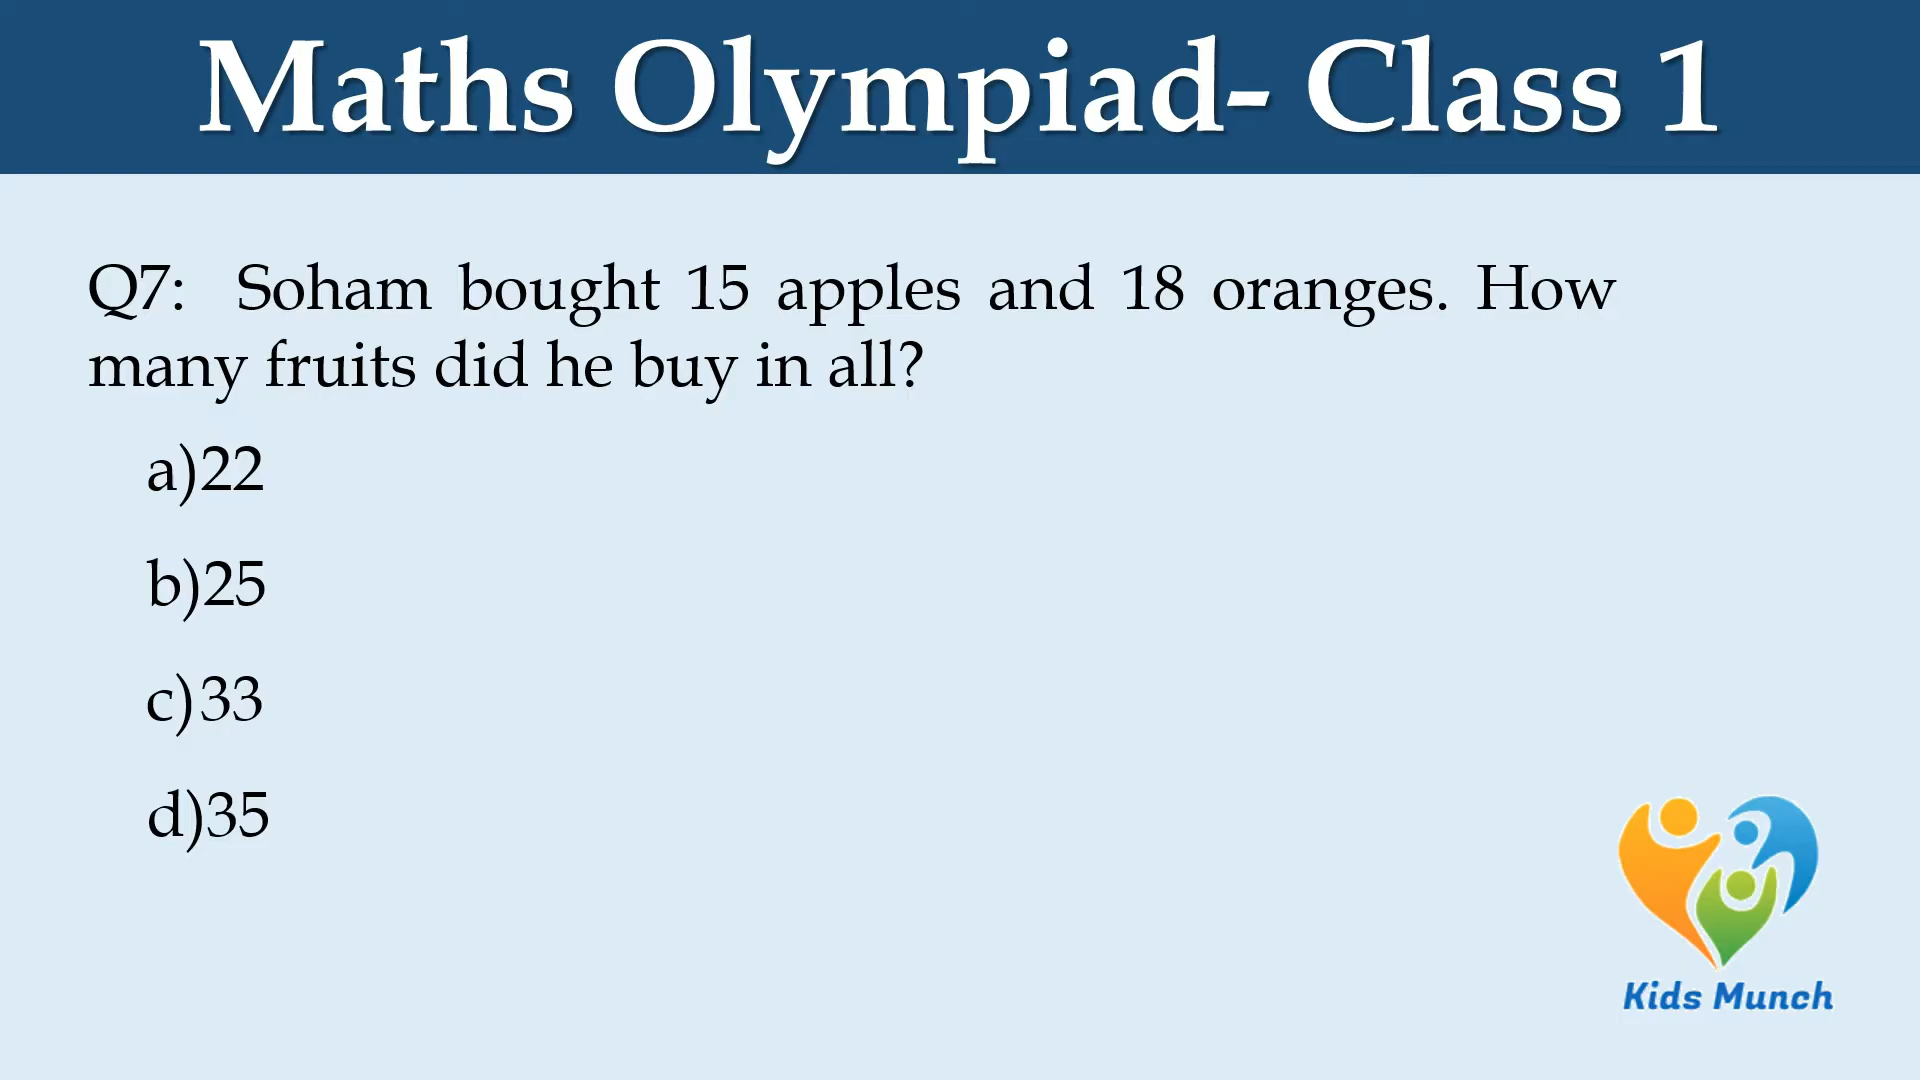 Maths Olympiad- Class 1
Q7: Soham bought 15 apples and 18 oranges. How
many fruits did he buy in all?
a)22
b)25
c)33
d)35
Kids Munch